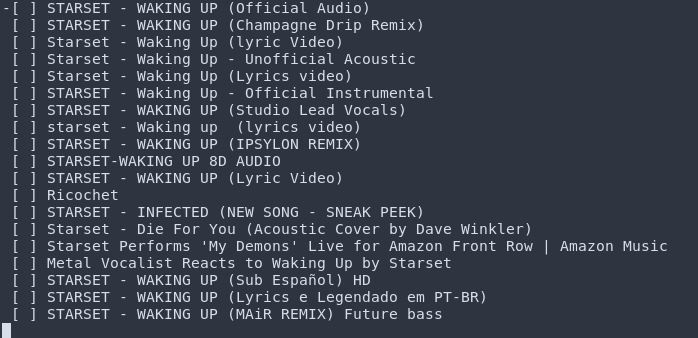 -[ ] STARSET - WAKING UP (Official Audio)
[ ] STARSET - WAKING UP (Champagne Drip Remix)
[ ] Starset - Waking Up (lyric Video)
[ ] Starset - Waking Up - Unofficial Acoustic
[ ] Starset - Waking Up (Lyrics video)
[ ] Starset - Waking Up - Official Instrumental
[ ] STARSET - WAKING UP (Studio Lead Vocals)
[ ] starset - Waking up  (lyrics video)
[ ] STARSET - WAKING UP (IPSYLON REMIX)
[ ] STARSET-WAKING UP 8D AUDIO
[ ] STARSET - WAKING UP (Lyric Video)
[ ] Ricochet
[ ] STARSET - INFECTED (NEW SONG - SNEAK PEEK)
[ ] Starset - Die For You (Acoustic Cover by Dave Winkler)
[ ] Starset Performs 'My Demons' Live for Amazon Front Row | Amazon Music
[ ] Metal Vocalist Reacts to Waking Up by Starset
[ ] STARSET - WAKING UP (Sub Español) HD
[ ] STARSET - WAKING UP (Lyrics e Legendado em PT-BR)
[ ] STARSET - WAKING UP (MAiR REMIX) Future bass